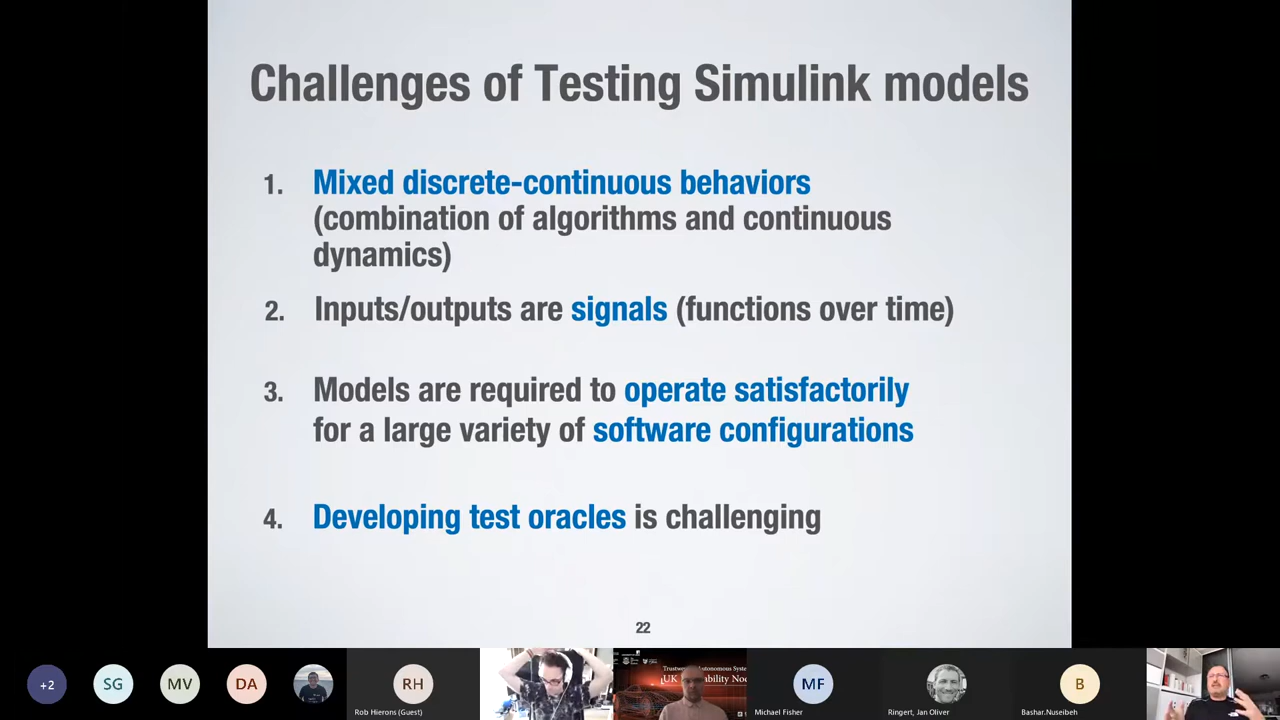 Challenges of Testing Simulink models
1. Mixed discrete-continuous behaviors
(combination of algorithms and continuous
dynamics)
2. Inputs/outputs are signals (functions over time)
3. Models are required to operate satisfactorily
for a large variety of software configurations
4. Developing test oracles is challenging
22
+2
SG
MV
DA
RH
Rob Hierons (Guest)
MF
Michael Fisher
Ringert, Jan Oliver
B
Bashar.Nuseibeh